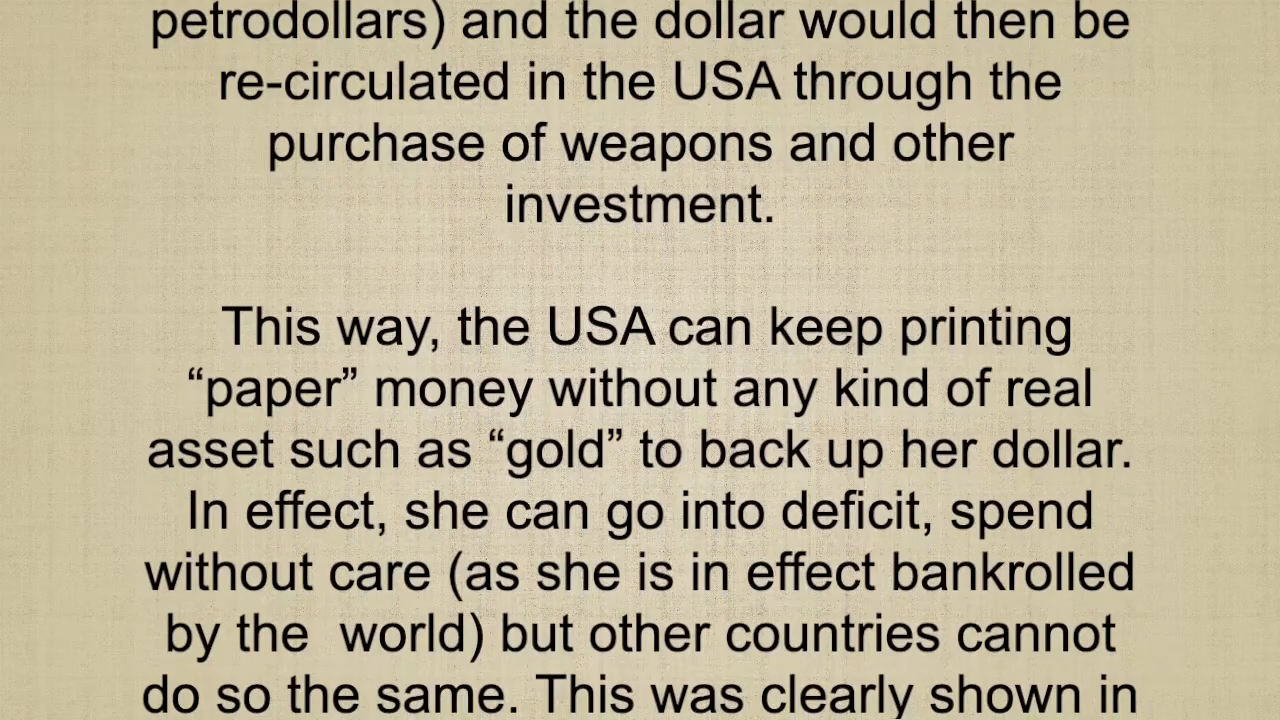 petrodollars) and the dollar would then be
re-circulated in the USA through the
purchase of weapons and other
investment.
This way, the USA can keep printing
“paper” money without any kind of real
asset such as “gold” to back up her dollar.
In effect, she can go into deficit, spend
without care (as she is in effect bankrolled
by the  world) but other countries cannot
do so the same. This was clearly shown in